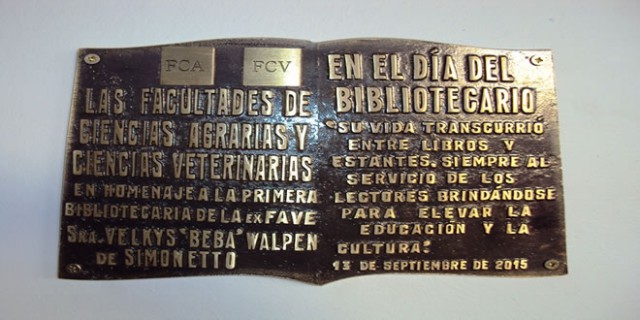 FCA FCV
LAS FACULTADES DE
CIENCIAS AGRARIAS Y
CIENCIAS VETERINARIAS
EN HOMENAJE A LA PRIMERA
BIBLIOTECARIA DE LA EX FAVE
SRA. VELKYS "BEBA" WALPEN
DE SIMONETTO
EN EL DÍA DEL
BIBLIOTECARIO
"SU VIDA TRANSCURRIÓ
ENTRE LIBROS Y
ESTANTES, SIEMPRE AL
SERVICIO DE LOS
LECTORES BRINDÁNDOSE
PARA ELEVAR LA
EDUCACIÓN Y LA
CULTURA."
13 DE SEPTIEMBRE DE 2015